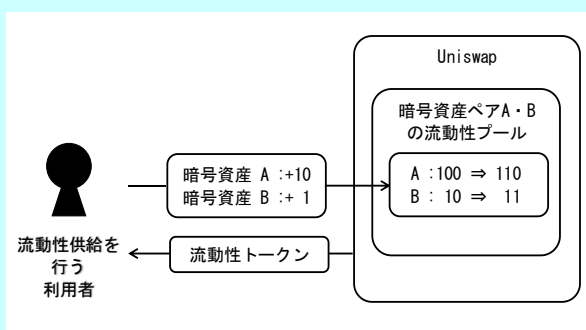 Uniswap
暗号資産ペアA・B
の流動性プール
暗号資産 A :+10
暗号資産 B :+ 1
A :100 ⇒ 110
B : 10 ⇒ 11
流動性トークン
流動性供給を
行う
利用者